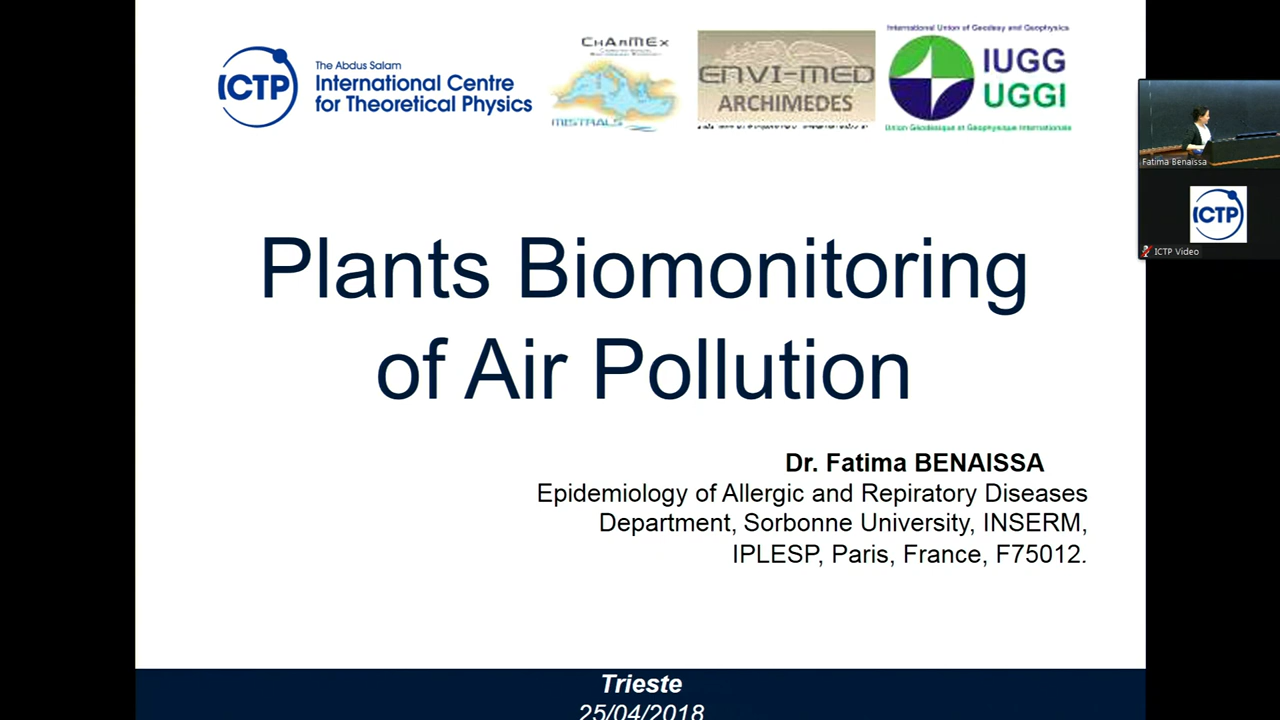 ICTP
The Abdus Salam
International Centre
for Theoretical Physics
CHARMEX
MISTRALS
ENVI-MED
ARCHIMEDES
International Union of Geodesy and Geophysics
IUGG
UGGI
Union Géodésique et Géophysique Internationale
Fatima Benaissa
ICTP
ICTP Video
Plants Biomonitoring
of Air Pollution
Dr. Fatima BENAISSA
Epidemiology of Allergic and Repiratory Diseases
Department, Sorbonne University, INSERM,
IPLESP, Paris, France, F75012.
Trieste
25/04/2018